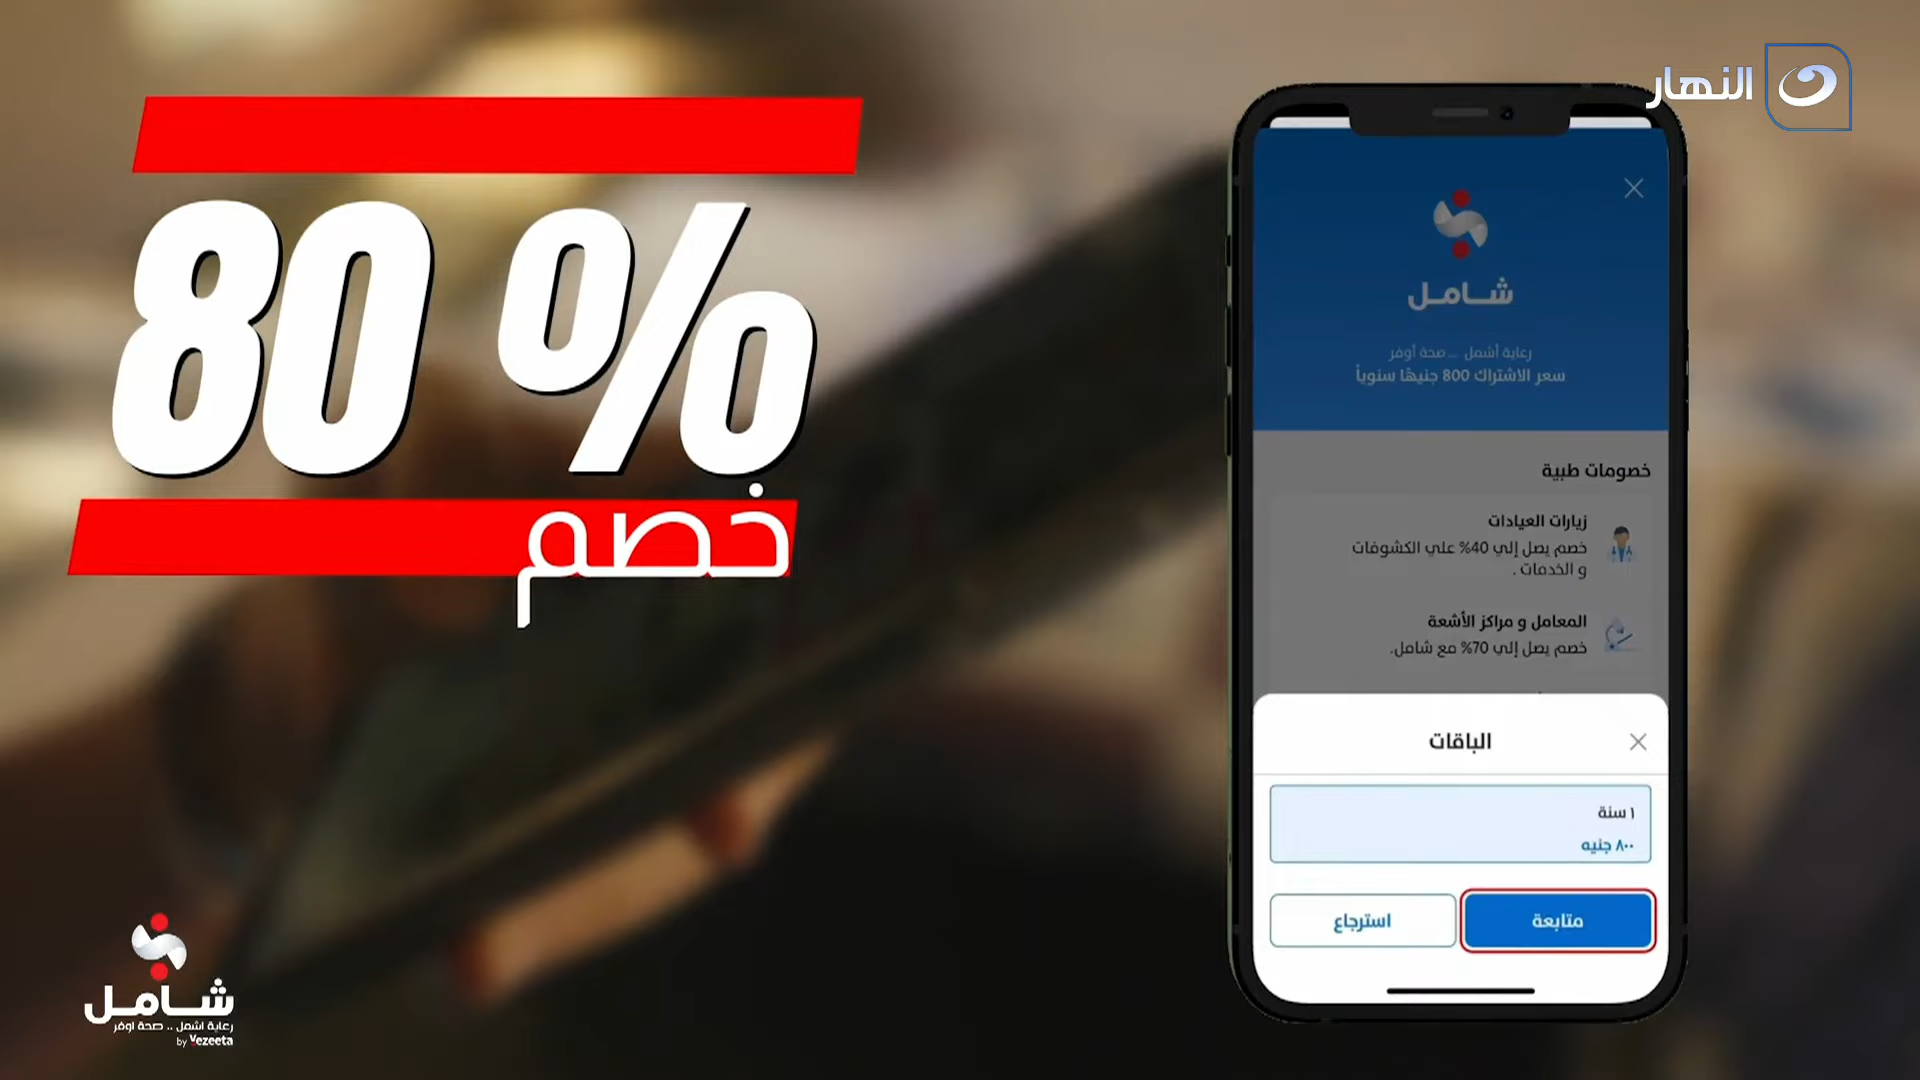 النهار
80 %
خصم
شامل
رعاية أشمل ... صحة أوفر
سعر الاشتراك 800 جنيهًا سنوياً
خصومات طبية
زيارات العيادات
خصم يصل إلي 40% علي الكشوفات
و الخدمات .
المعامل و مراكز الأشعة
خصم يصل إلي 70% مع شامل.
الباقات
١ سنة
٨٠٠ جنيه
متابعة
استرجاع
شامل
رعاية اشمل .. صحة اوفر
by Vezeeta